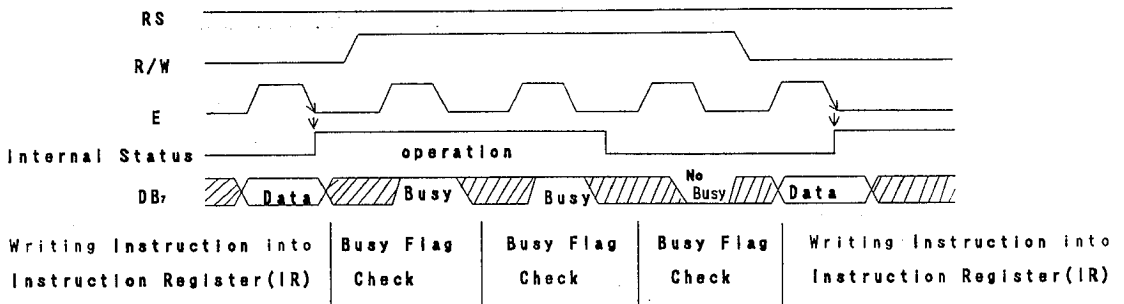 RS
R/W
E
Internal Status operation
DB₇ Data Busy Busy No Busy Data
Writing Instruction into Busy Flag Busy Flag Busy Flag Writing Instruction into
Instruction Register(IR) Check Check Check Instruction Register(IR)